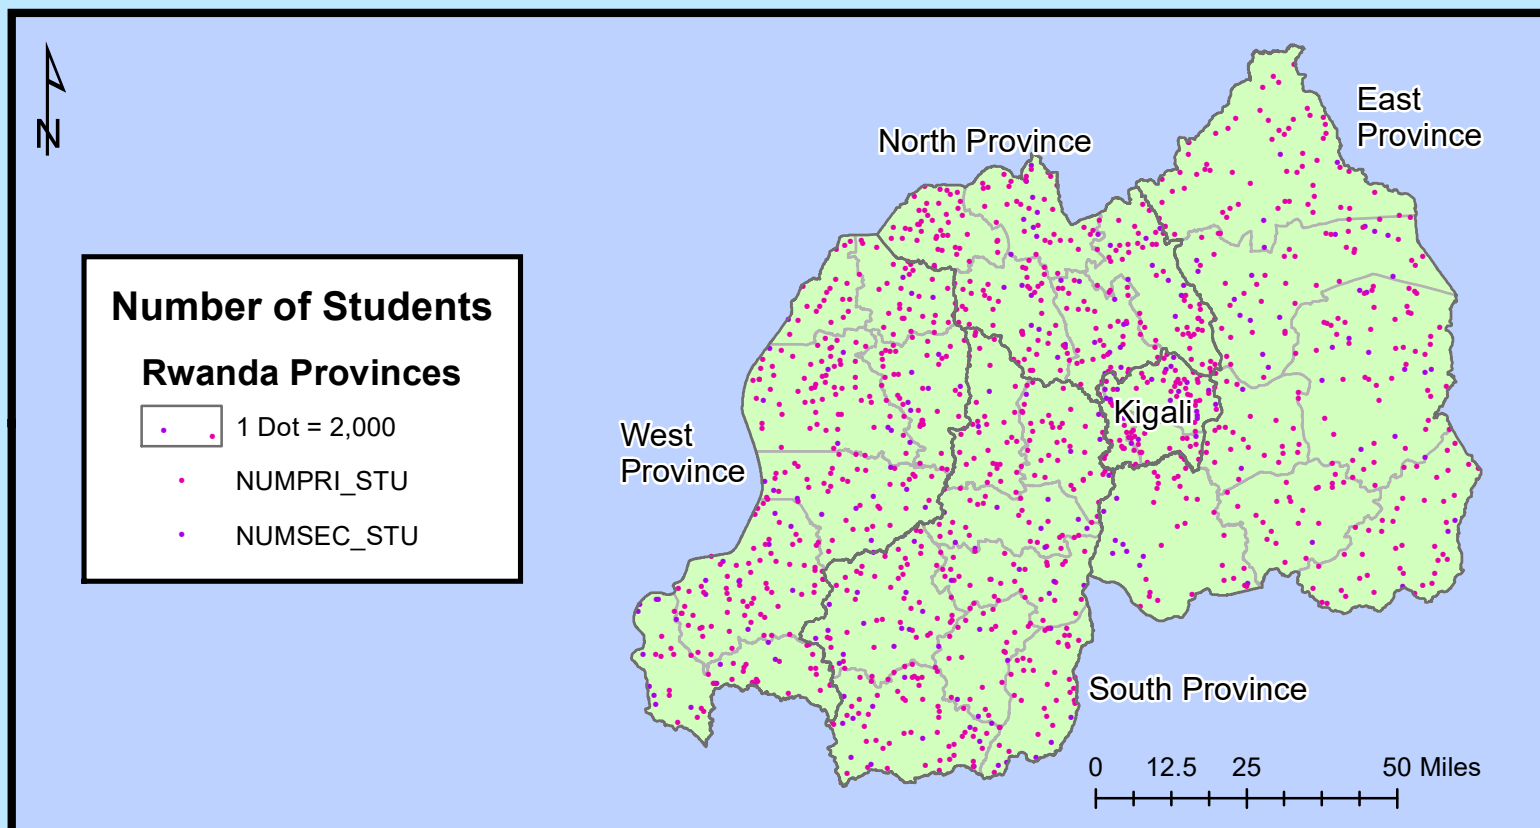 N
North Province
East
Province
Number of Students
Rwanda Provinces
1 Dot = 2,000
NUMPRI_STU
NUMSEC_STU
West
Province
Kigali
South Province
0 12.5 25 50 Miles